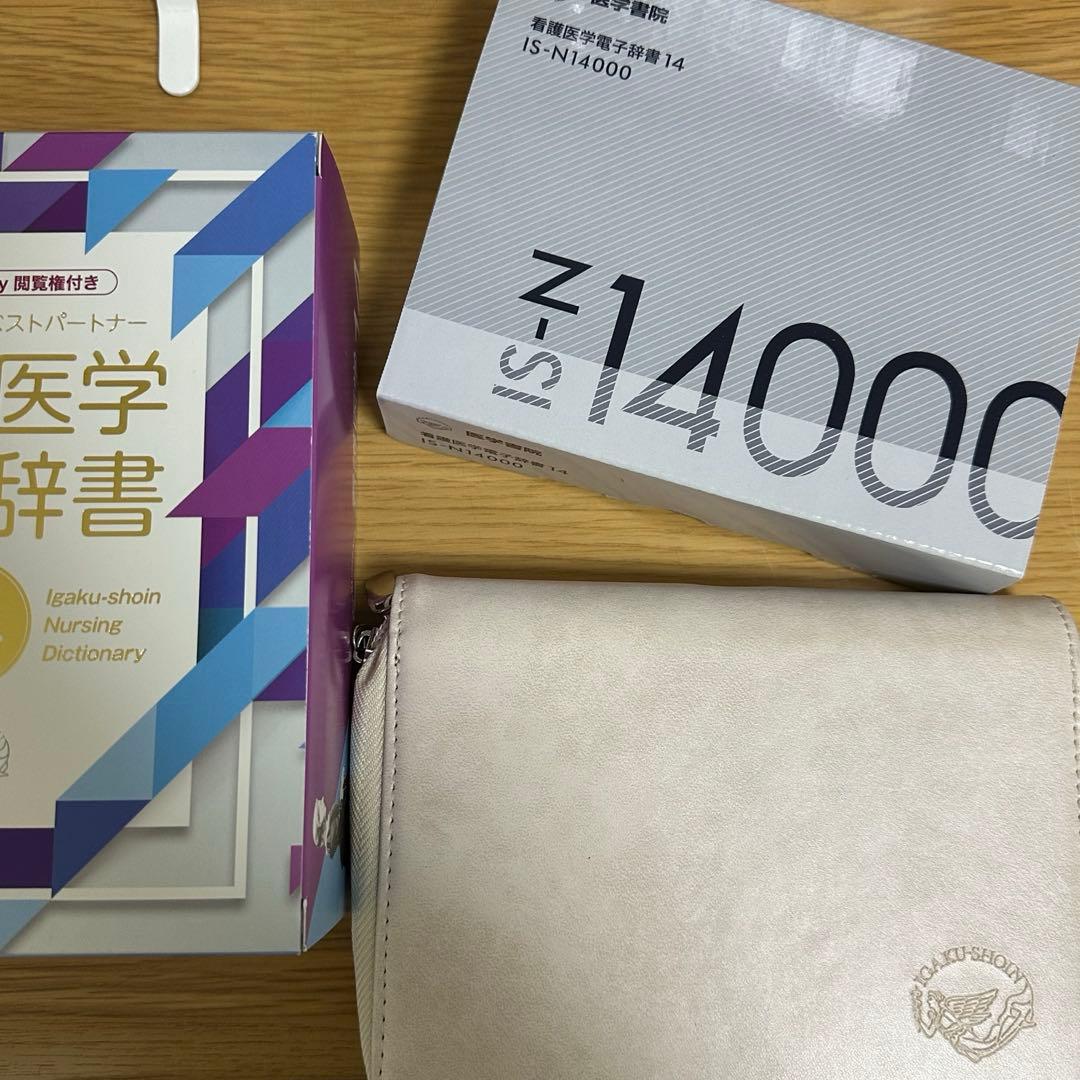 医学書院
看護医学電子辞書14
IS-N14000
IS-N14000
医学書院
看護医学電子辞書14
IS-N14000
y 閲覧権付き
ベストパートナー
医学
辞書
Igaku-shoin
Nursing
Dictionary
IGAKU-SHOIN